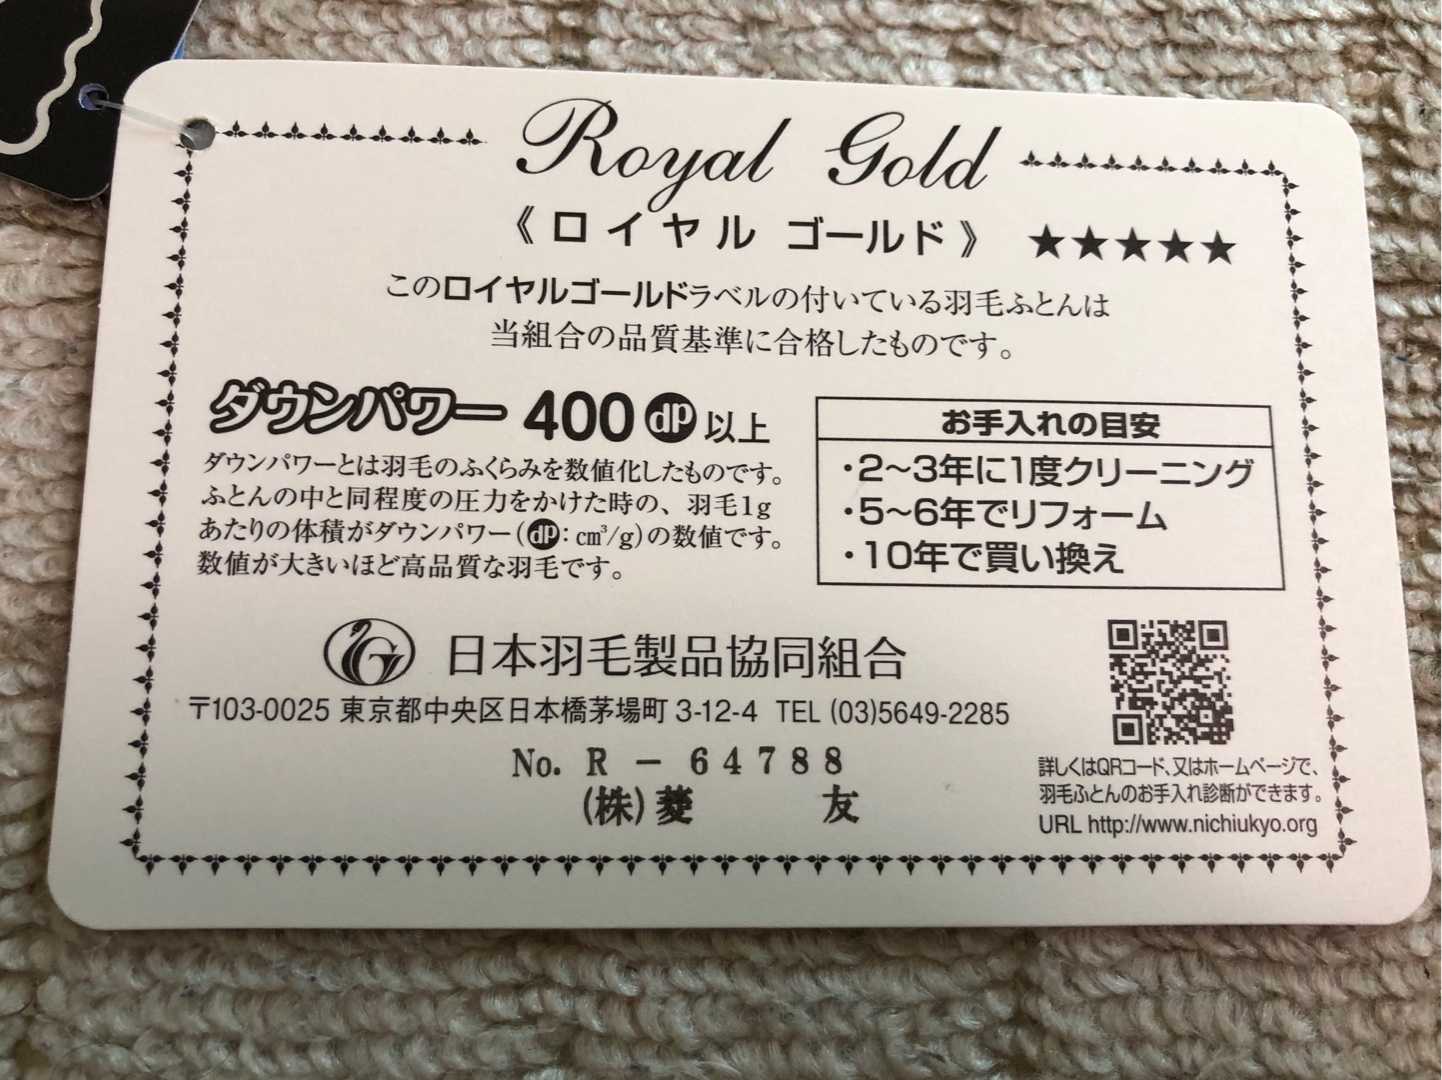 Royal Gold
《ロイヤル ゴールド》 ★★★★★
このロイヤルゴールドラベルの付いている羽毛ふとんは
当組合の品質基準に合格したものです。
ダウンパワー 400 dp 以上
ダウンパワーとは羽毛のふくらみを数値化したものです。
ふとんの中と同程度の圧力をかけた時の、羽毛1g
あたりの体積がダウンパワー(dp:cm³/g)の数値です。
数値が大きいほど高品質な羽毛です。
お手入れの目安
・2～3年に1度クリーニング
・5～6年でリフォーム
・10年で買い換え
日本羽毛製品協同組合
〒103-0025 東京都中央区日本橋茅場町 3-12-4 TEL (03)5649-2285
No. R － 64788
(株)菱 友
詳しくはQRコード、又はホームページで、
羽毛ふとんのお手入れ診断ができます。
URL http://www.nichiukyo.org